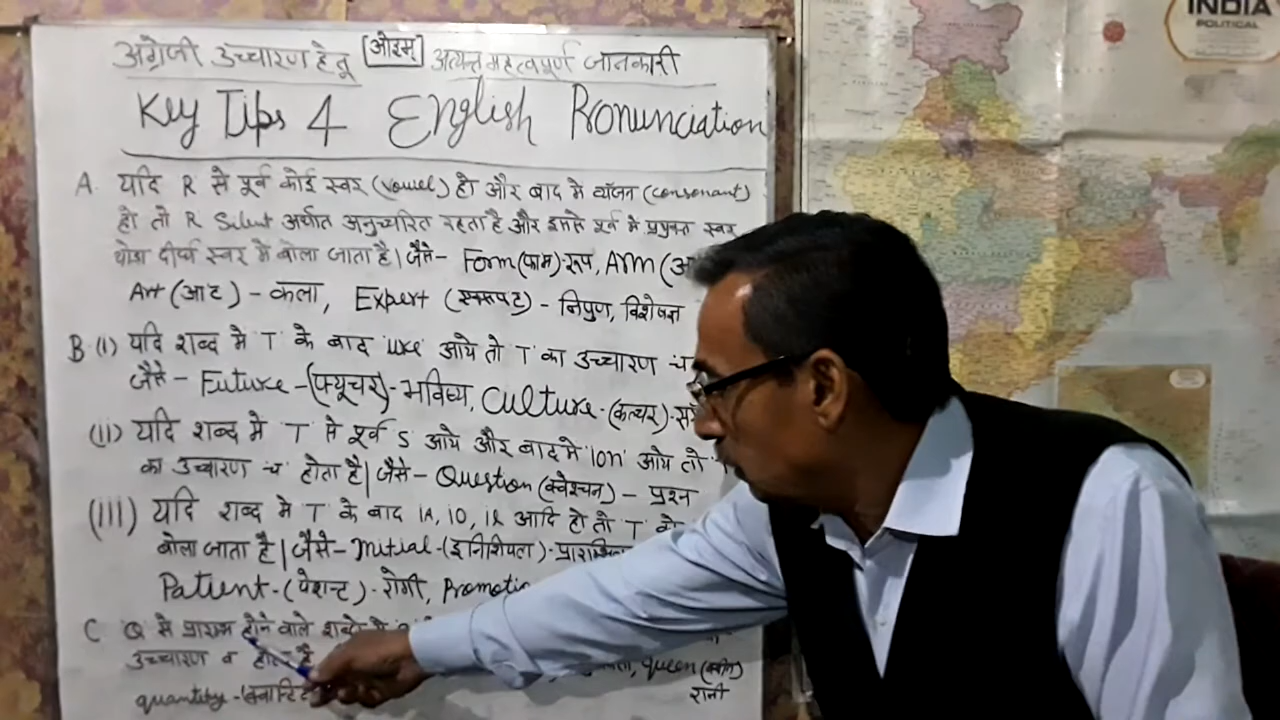 अंग्रेजी उच्चारण हेतू [ओ३म्] अत्यन्त महत्वपूर्ण जानकारी
Key Tips 4 English Pronunciation
A. यदि R से पूर्व कोई स्वर (vowel) हो और बाद में व्यंजन (consonant)
हो तो R Silent अर्थात अनुच्चरित रहता है और इससे पूर्व में प्रयुक्त स्वर
थोडा दीर्घ स्वर में बोला जाता है। जैसे- Form (फाम)-रूप, Arm (आ
Art (आट) - कला, Expert (एक्सपट) - निपुण, विशेषज्ञ
B (i) यदि शब्द मे 'T' के बाद 'ure' आये तो 'T' का उच्चारण च
जैसे - Future - (फ्यूचर) - भविष्य, Culture - (कल्चर) -
(ii) यदि शब्द में T से पूर्व S आये और बाद मे 'ion' आये तो
का उच्चारण 'च' होता है। जैसे - Question (क्वेश्चन) - प्रश्न
(iii) यदि शब्द मे T के बाद IA, IO, IE आदि हो तो 'T' को
बोला जाता है। जैसे - Initial - (इनिशियल) -
Patient - (पेशन्ट) - रोगी,
C Q से प्रारम्भ होने वाले
उच्चारण व queen
quantity - रानी
INDIA
POLITICAL